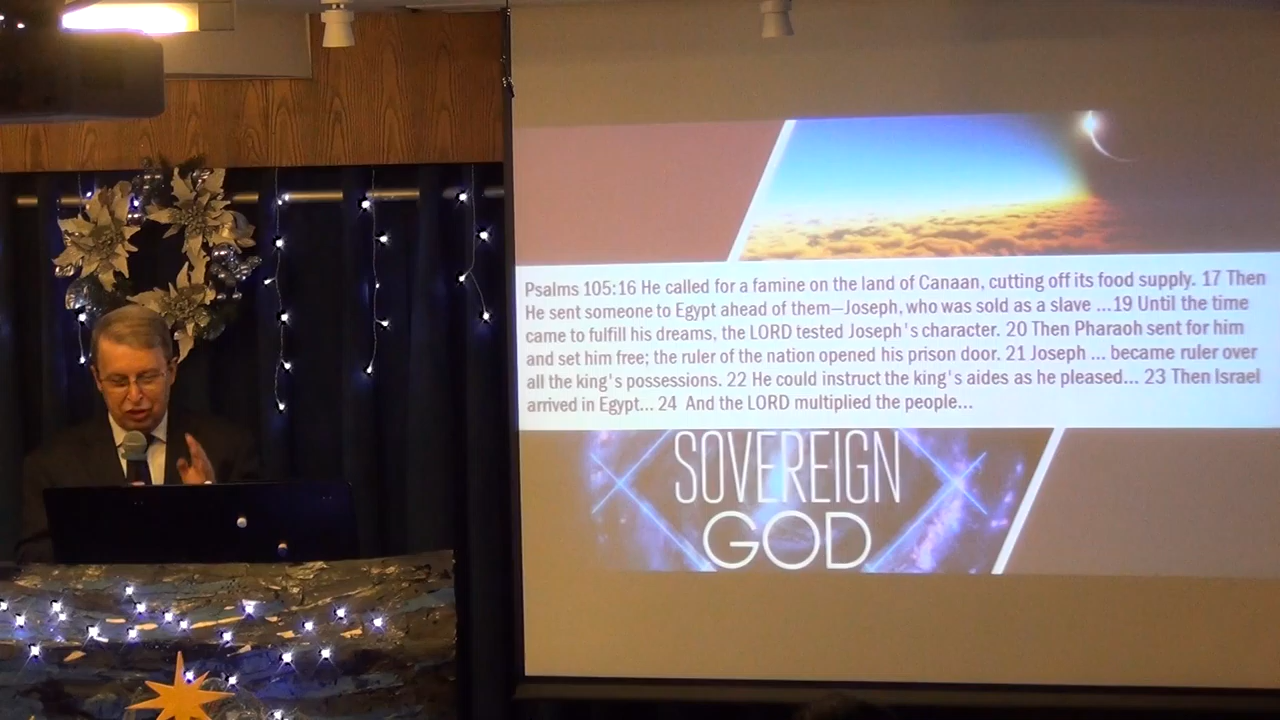 Psalms 105:16 He called for a famine on the land of Canaan, cutting off its food supply. 17 Then
He sent someone to Egypt ahead of them—Joseph, who was sold as a slave ...19 Until the time
came to fulfill his dreams, the LORD tested Joseph's character. 20 Then Pharaoh sent for him
and set him free; the ruler of the nation opened his prison door. 21 Joseph ... became ruler over
all the king's possessions. 22 He could instruct the king's aides as he pleased... 23 Then Israel
arrived in Egypt... 24 And the LORD multiplied the people...
SOVEREIGN
GOD